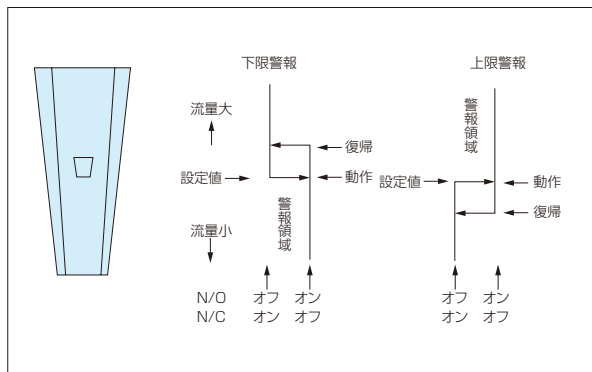 下限警報
上限警報
流量大
警報領域
復帰
設定値
動作
設定値
動作
警報領域
復帰
流量小
N/O オフ オン オフ オン
N/C オン オフ オン オフ